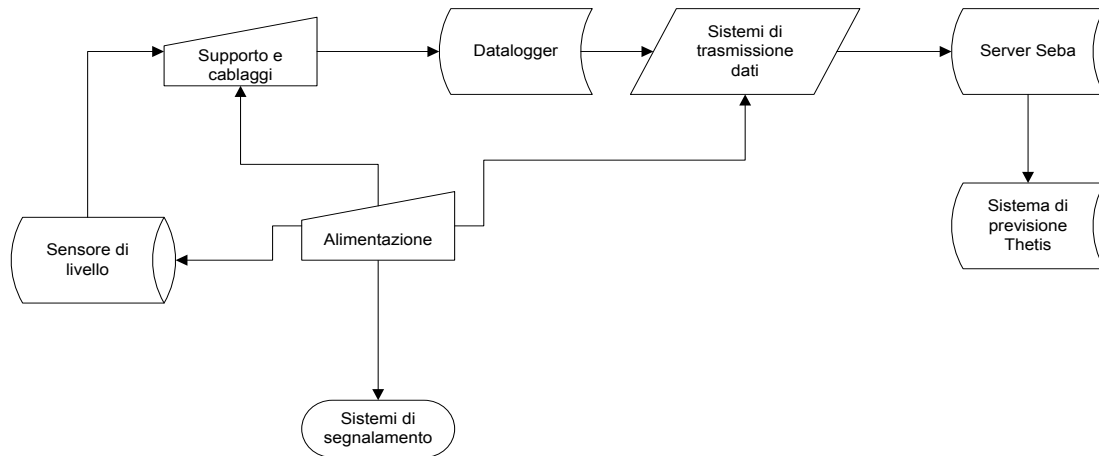 Supporto e
cablaggi
Datalogger
Sistemi di
trasmissione
dati
Server Seba
Sensore di
livello
Alimentazione
Sistema di
previsione
Thetis
Sistemi di
segnalamento